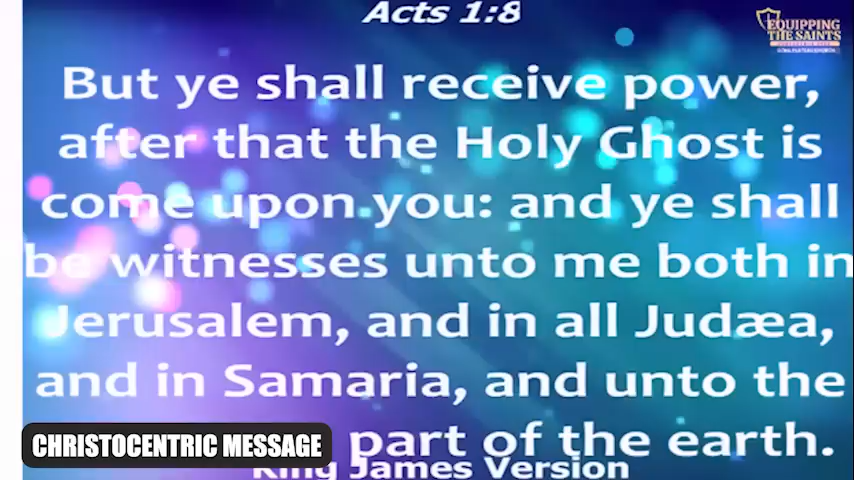 Acts 1:8
EQUIPPING
THE SAINTS
But ye shall receive power,
after that the Holy Ghost is
come upon you: and ye shall
be witnesses unto me both in
Jerusalem, and in all Judæa,
and in Samaria, and unto the
part of the earth.
CHRISTOCENTRIC MESSAGE
King James Version